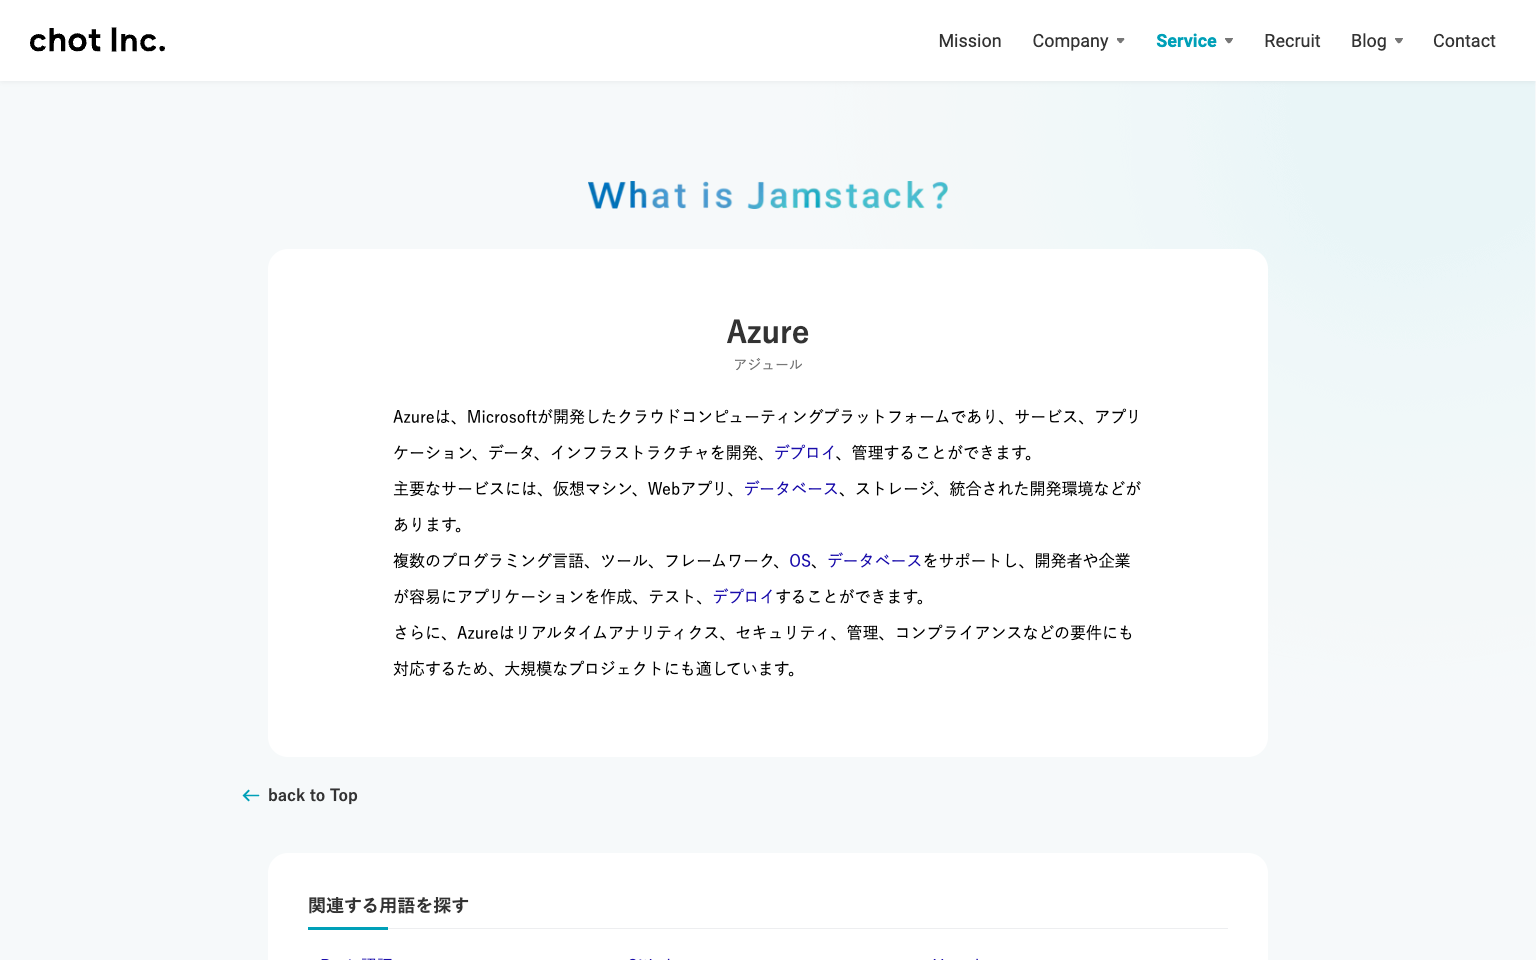 chot Inc.
Mission Company Service Recruit Blog Contact
What is Jamstack?
Azure
アジュール
Azureは、Microsoftが開発したクラウドコンピューティングプラットフォームであり、サービス、アプリ
ケーション、データ、インフラストラクチャを開発、デプロイ、管理することができます。
主要なサービスには、仮想マシン、Webアプリ、データベース、ストレージ、統合された開発環境などが
あります。
複数のプログラミング言語、ツール、フレームワーク、OS、データベースをサポートし、開発者や企業
が容易にアプリケーションを作成、テスト、デプロイすることができます。
さらに、Azureはリアルタイムアナリティクス、セキュリティ、管理、コンプライアンスなどの要件にも
対応するため、大規模なプロジェクトにも適しています。
back to Top
関連する用語を探す